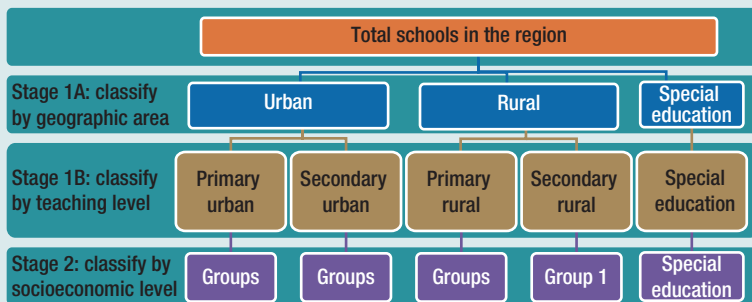 Total schools in the region
Stage 1A: classify
by geographic area
Urban
Rural
Special
education
Stage 1B: classify
by teaching level
Primary
urban
Secondary
urban
Primary
rural
Secondary
rural
Special
education
Stage 2: classify by
socioeconomic level
Groups
Groups
Groups
Group 1
Special
education